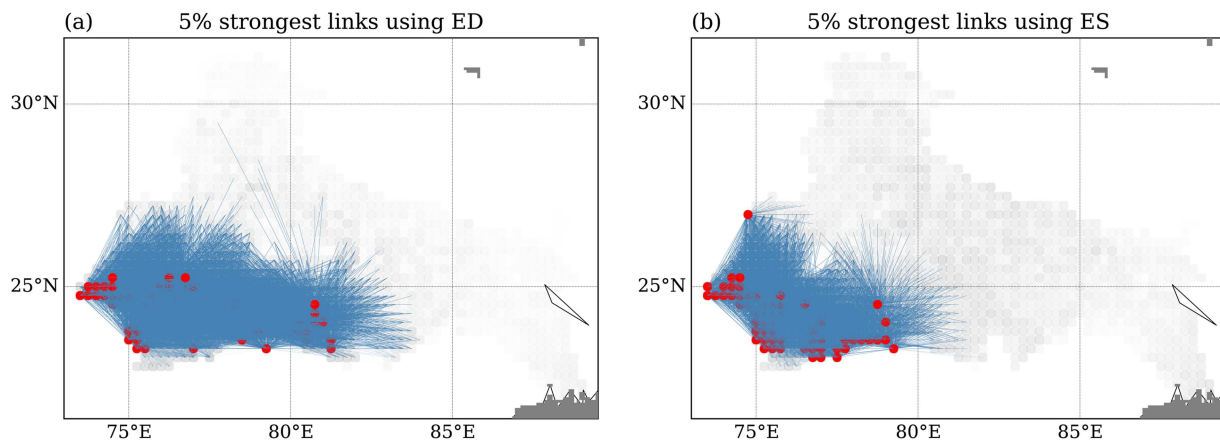 (a) 5% strongest links using ED
30°N
25°N
75°E 80°E 85°E
(b) 5% strongest links using ES
30°N
25°N
75°E 80°E 85°E